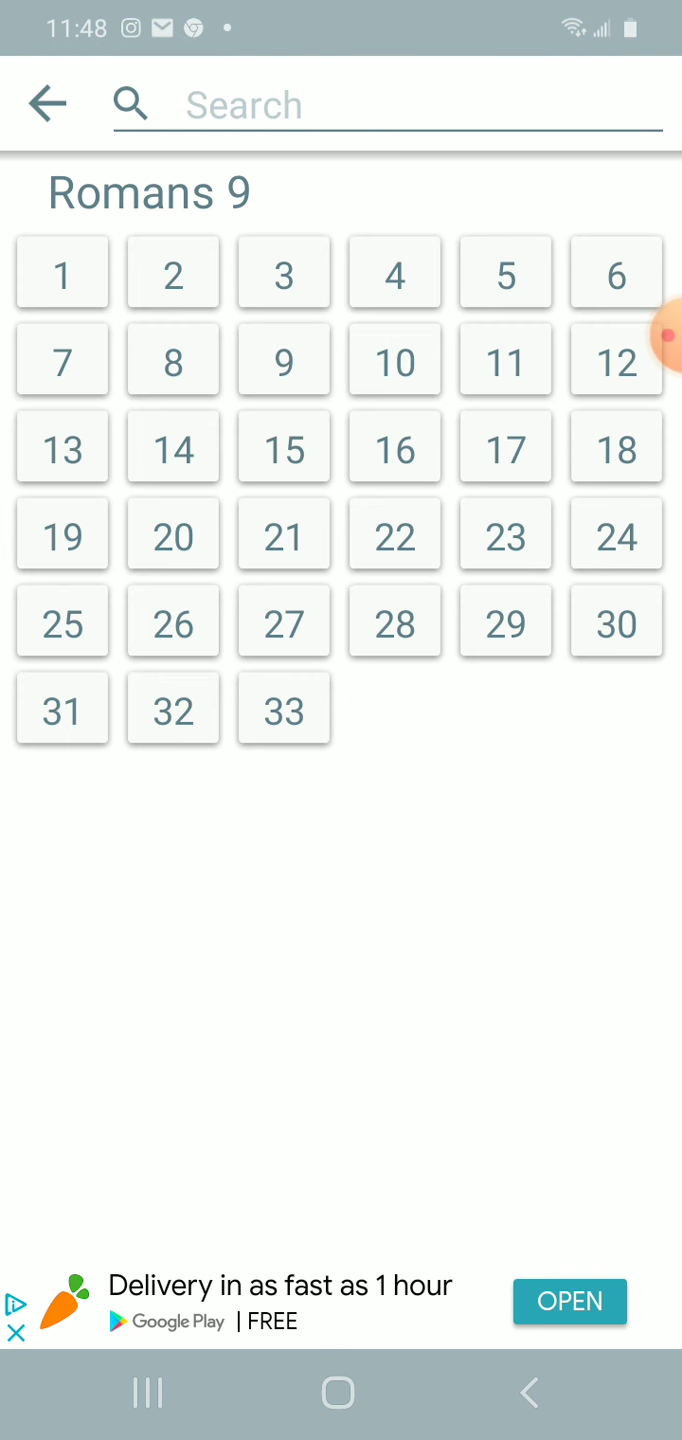 11:48
Search
Romans 9
1 2 3 4 5 6
7 8 9 10 11 12
13 14 15 16 17 18
19 20 21 22 23 24
25 26 27 28 29 30
31 32 33
Delivery in as fast as 1 hour
Google Play | FREE
OPEN